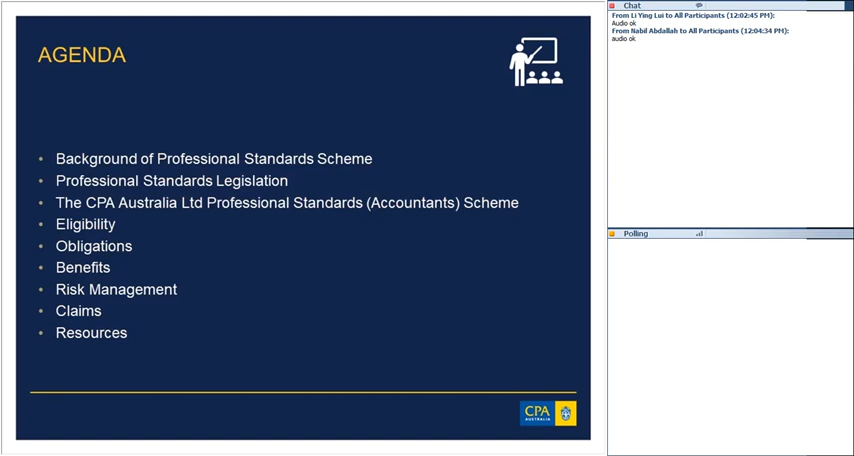 AGENDA
• Background of Professional Standards Scheme
• Professional Standards Legislation
• The CPA Australia Ltd Professional Standards (Accountants) Scheme
• Eligibility
• Obligations
• Benefits
• Risk Management
• Claims
• Resources
CPA
AUSTRALIA
Chat
From Li Ying Lui to All Participants (12:02:45 PM):
Audio ok
From Nabil Abdallah to All Participants (12:04:34 PM):
audio ok
Polling